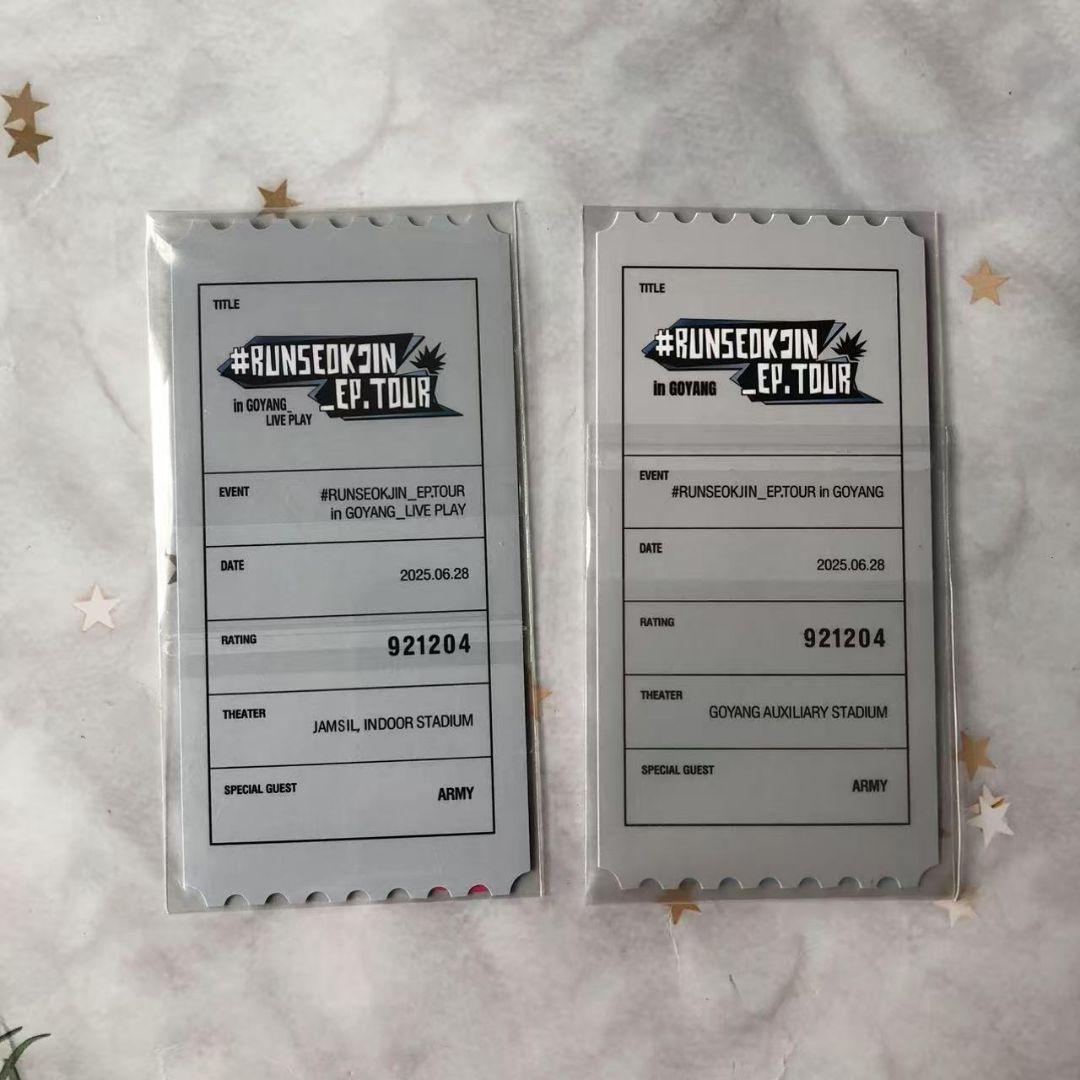 TITLE
#RUNSEOKJIN
_EP.TOUR
in GOYANG_
LIVE PLAY
EVENT
#RUNSEOKJIN_EP.TOUR
in GOYANG_LIVE PLAY
DATE
2025.06.28
RATING
921204
THEATER
JAMSIL, INDOOR STADIUM
SPECIAL GUEST
ARMY
TITLE
#RUNSEOKJIN
_EP.TOUR
in GOYANG
EVENT
#RUNSEOKJIN_EP.TOUR in GOYANG
DATE
2025.06.28
RATING
921204
THEATER
GOYANG AUXILIARY STADIUM
SPECIAL GUEST
ARMY